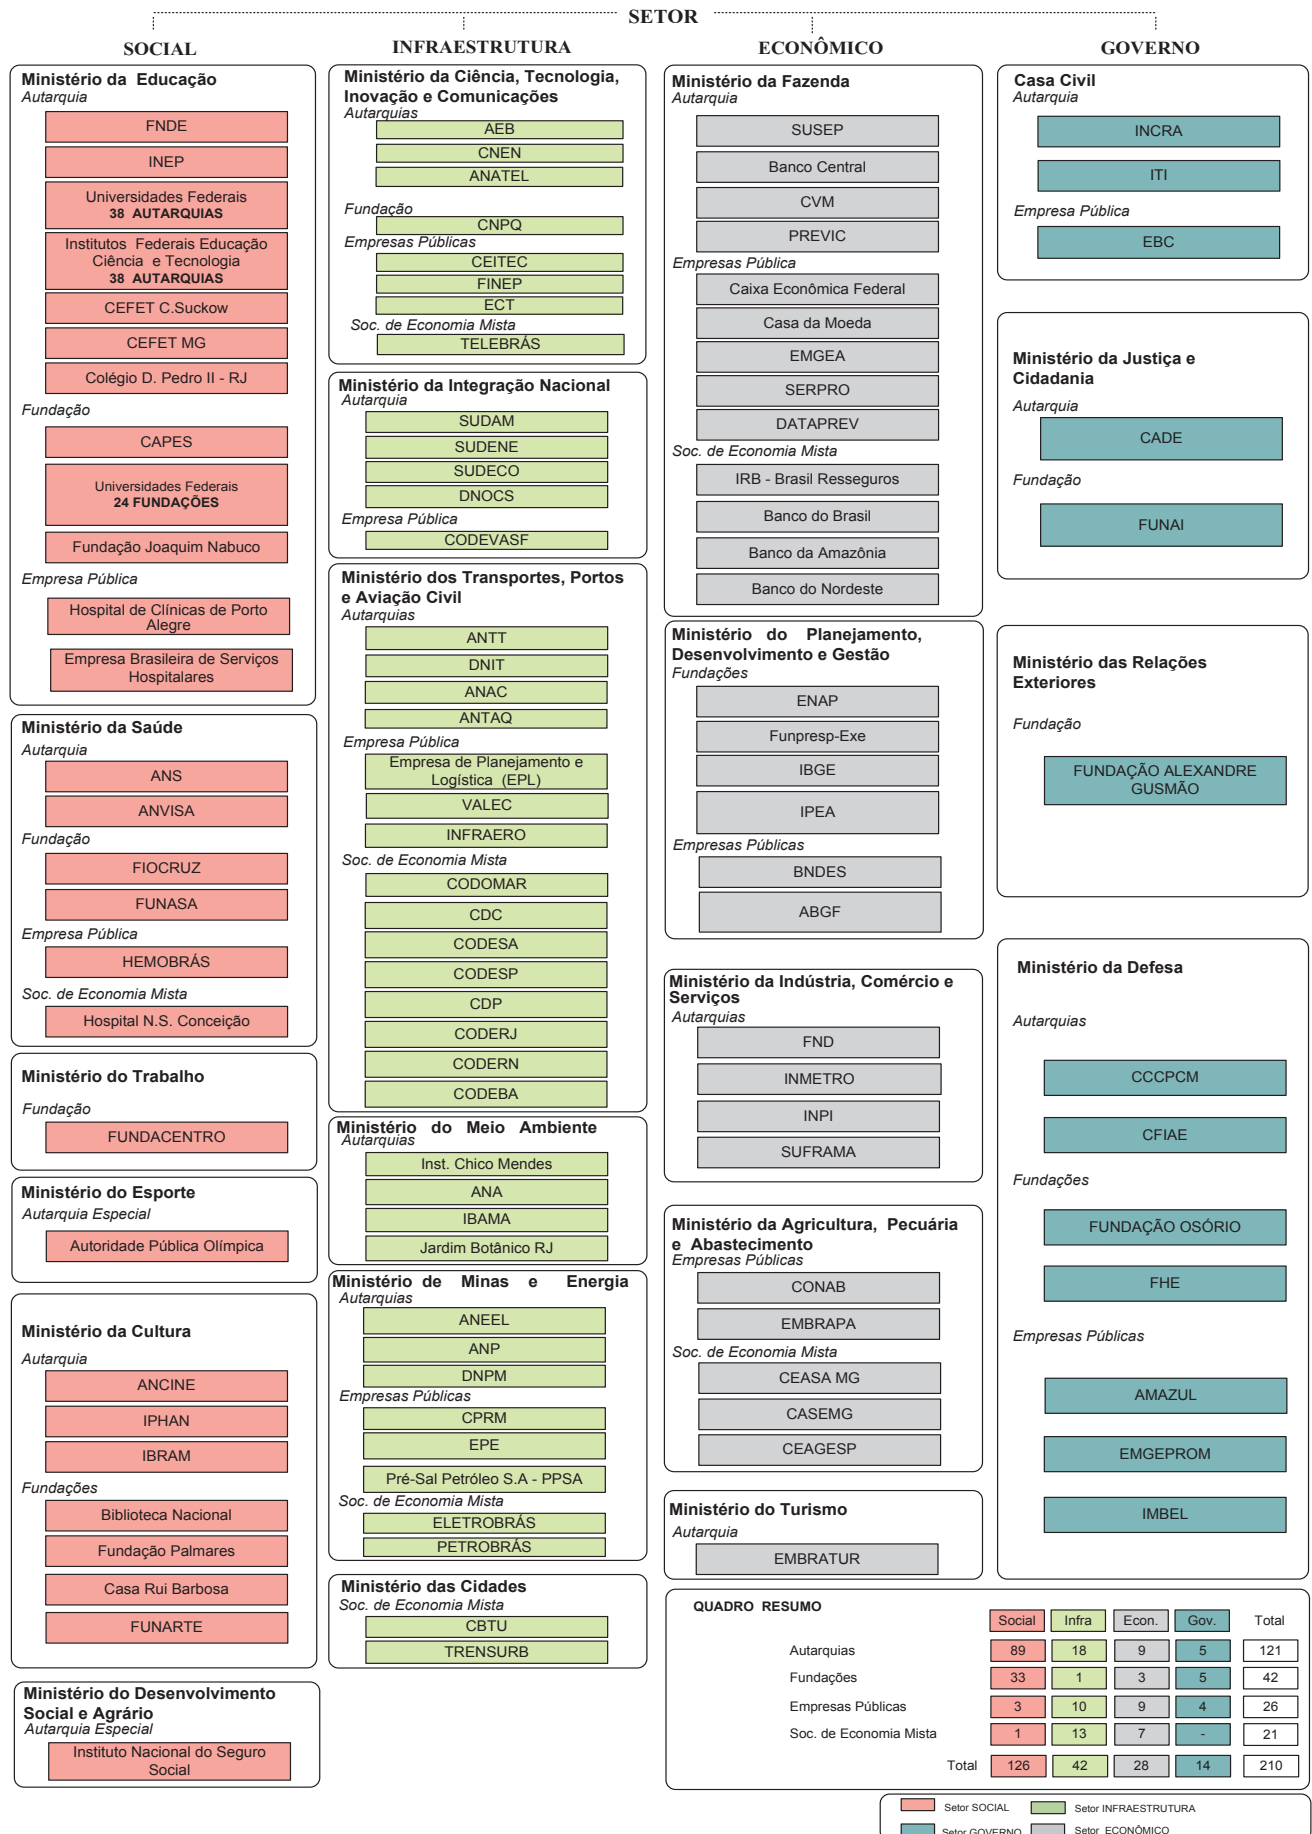 SETOR
SOCIAL
Ministério da Educação
Autarquia
FNDE
INEP
Universidades Federais
38 AUTARQUIAS
Institutos Federais Educação
Ciência e Tecnologia
38 AUTARQUIAS
CEFET C.Suckow
CEFET MG
Colégio D. Pedro II - RJ
Fundação
CAPES
Universidades Federais
24 FUNDAÇÕES
Fundação Joaquim Nabuco
Empresa Pública
Hospital de Clínicas de Porto
Alegre
Empresa Brasileira de Serviços
Hospitalares
Ministério da Saúde
Autarquia
ANS
ANVISA
Fundação
FIOCRUZ
FUNASA
Empresa Pública
HEMOBRÁS
Soc. de Economia Mista
Hospital N.S. Conceição
Ministério do Trabalho
Fundação
FUNDACENTRO
Ministério do Esporte
Autarquia Especial
Autoridade Pública Olímpica
Ministério da Cultura
Autarquia
ANCINE
IPHAN
IBRAM
Fundações
Biblioteca Nacional
Fundação Palmares
Casa Rui Barbosa
FUNARTE
Ministério do Desenvolvimento
Social e Agrário
Autarquia Especial
Instituto Nacional do Seguro
Social
INFRAESTRUTURA
Ministério da Ciência, Tecnologia,
Inovação e Comunicações
Autarquias
AEB
CNEN
ANATEL
Fundação
CNPQ
Empresas Públicas
CEITEC
FINEP
ECT
Soc. de Economia Mista
TELEBRÁS
Ministério da Integração Nacional
Autarquia
SUDAM
SUDENE
SUDECO
DNOCS
Empresa Pública
CODEVASF
Ministério dos Transportes, Portos
e Aviação Civil
Autarquias
ANTT
DNIT
ANAC
ANTAQ
Empresa Pública
Empresa de Planejamento e
Logística (EPL)
VALEC
INFRAERO
Soc. de Economia Mista
CODOMAR
CDC
CODESA
CODESP
CDP
CODERJ
CODERN
CODEBA
Ministério do Meio Ambiente
Autarquias
Inst. Chico Mendes
ANA
IBAMA
Jardim Botânico RJ
Ministério de Minas e Energia
Autarquias
ANEEL
ANP
DNPM
Empresas Públicas
CPRM
EPE
Pré-Sal Petróleo S.A - PPSA
Soc. de Economia Mista
ELETROBRÁS
PETROBRÁS
Ministério das Cidades
Soc. de Economia Mista
CBTU
TRENSURB
ECONÔMICO
Ministério da Fazenda
Autarquia
SUSEP
Banco Central
CVM
PREVIC
Empresas Pública
Caixa Econômica Federal
Casa da Moeda
EMGEA
SERPRO
DATAPREV
Soc. de Economia Mista
IRB - Brasil Resseguros
Banco do Brasil
Banco da Amazônia
Banco do Nordeste
Ministério do Planejamento,
Desenvolvimento e Gestão
Fundações
ENAP
Funpresp-Exe
IBGE
IPEA
Empresas Públicas
BNDES
ABGF
Ministério da Indústria, Comércio e
Serviços
Autarquias
FND
INMETRO
INPI
SUFRAMA
Ministério da Agricultura, Pecuária
e Abastecimento
Empresas Públicas
CONAB
EMBRAPA
Soc. de Economia Mista
CEASA MG
CASEMG
CEAGESP
Ministério do Turismo
Autarquia
EMBRATUR
GOVERNO
Casa Civil
Autarquia
INCRA
ITI
Empresa Pública
EBC
Ministério da Justiça e
Cidadania
Autarquia
CADE
Fundação
FUNAI
Ministério das Relações
Exteriores
Fundação
FUNDAÇÃO ALEXANDRE
GUSMÃO
Ministério da Defesa
Autarquias
CCCPCM
CFIAE
Fundações
FUNDAÇÃO OSÓRIO
FHE
Empresas Públicas
AMAZUL
EMGEPROM
IMBEL
QUADRO RESUMO
Social Infra Econ. Gov. Total
Autarquias 89 18 9 5 121
Fundações 33 1 3 5 42
Empresas Públicas 3 10 9 4 26
Soc. de Economia Mista 1 13 7 - 21
Total 126 42 28 14 210
Setor SOCIAL Setor INFRAESTRUTURA
Setor GOVERNO Setor ECONÔMICO